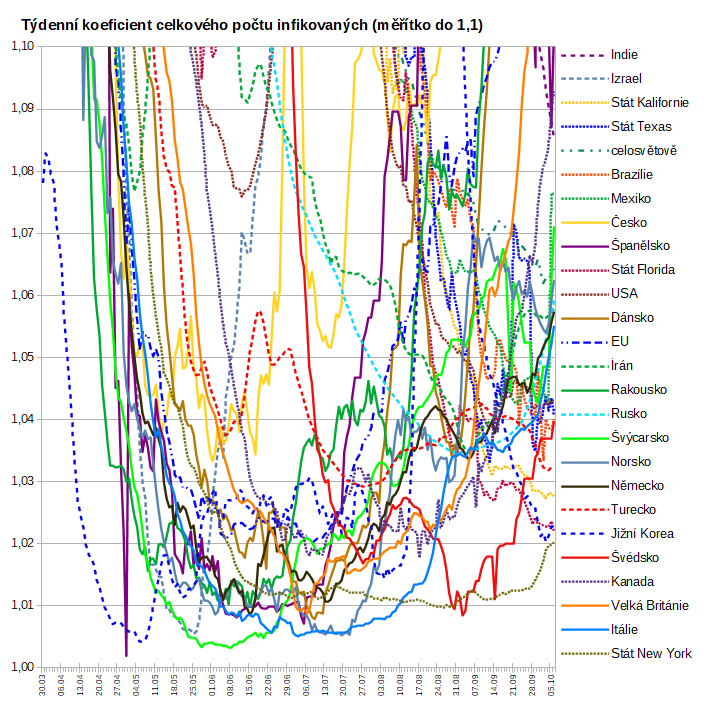 Týdenní koeficient celkového počtu infikovaných (měřítko do 1,1)
1,10
1,09
1,08
1,07
1,06
1,05
1,04
1,03
1,02
1,01
1,00
30.03
06.04
13.04
20.04
27.04
04.05
11.05
18.05
25.05
01.06
08.06
15.06
22.06
29.06
06.07
13.07
20.07
27.07
03.08
10.08
17.08
24.08
31.08
07.09
14.09
21.09
28.09
05.10
Indie
Izrael
Stát Kalifornie
Stát Texas
celosvětově
Brazílie
Mexiko
Česko
Španělsko
Stát Florida
USA
Dánsko
EU
Írán
Rakousko
Rusko
Švýcarsko
Norsko
Německo
Turecko
Jižní Korea
Švédsko
Kanada
Velká Británie
Itálie
Stát New York